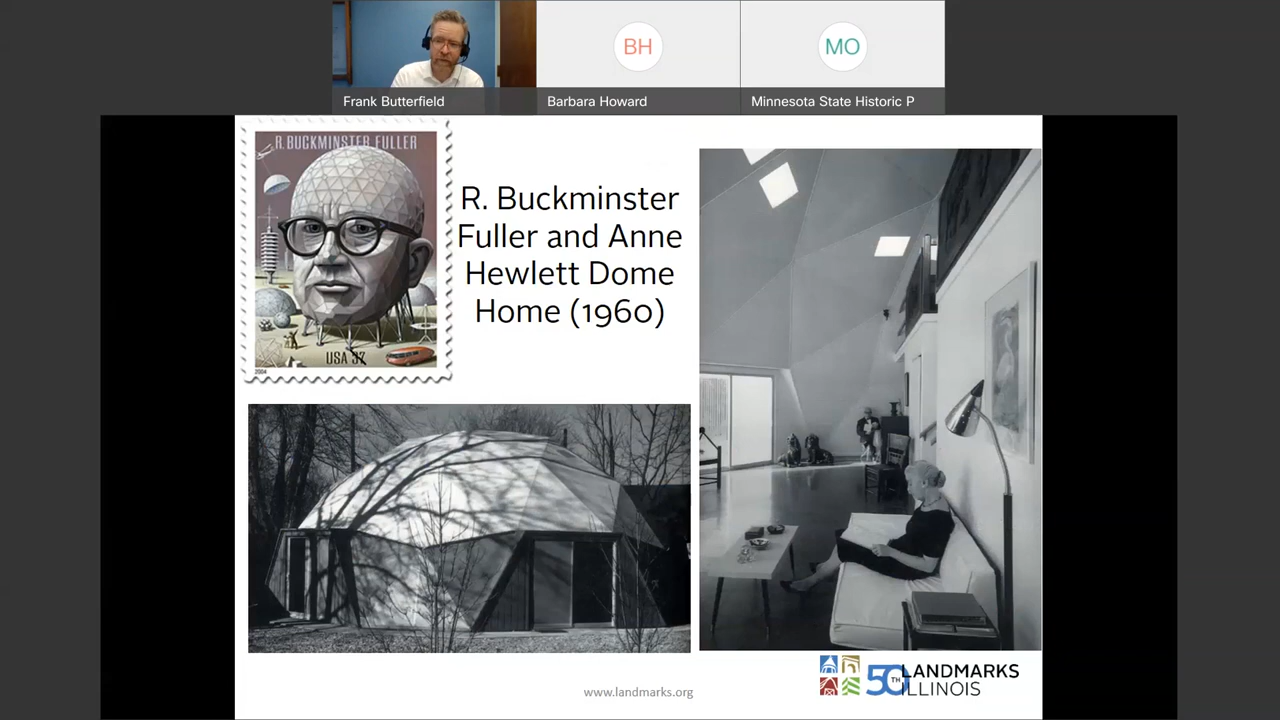 BH
MO
Frank Butterfield
Barbara Howard
Minnesota State Historic P
R. BUCKMINSTER FULLER
USA 37
2004
R. Buckminster
Fuller and Anne
Hewlett Dome
Home (1960)
www.landmarks.org
50TH
LANDMARKS
ILLINOIS